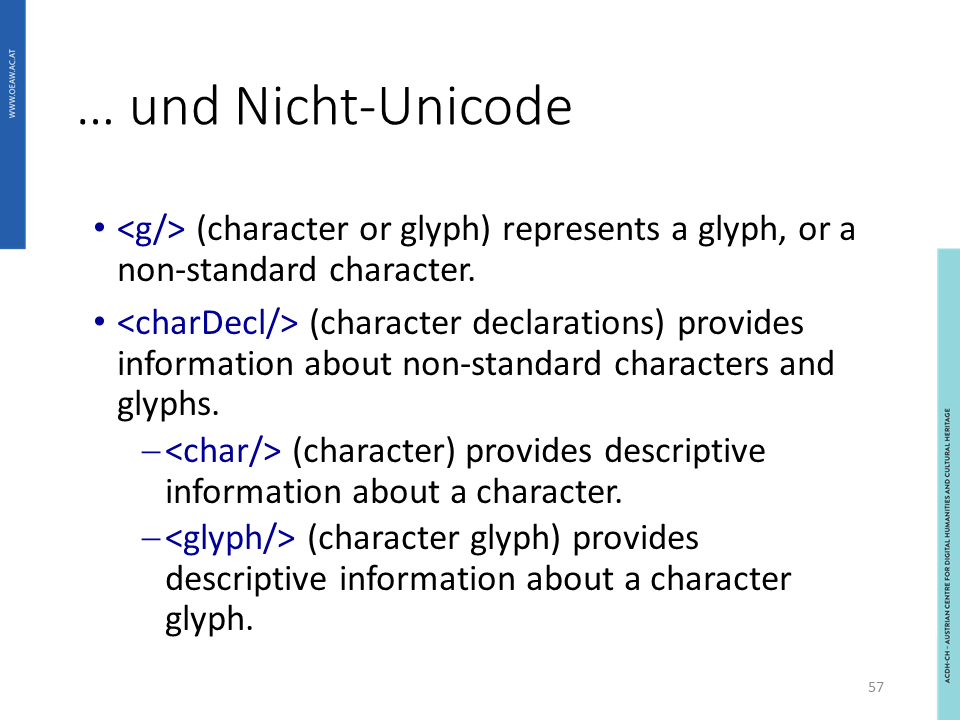 WWW.OEAW.AC.AT
… und Nicht-Unicode
• <g/> (character or glyph) represents a glyph, or a
non-standard character.
• <charDecl/> (character declarations) provides
information about non-standard characters and
glyphs.
–<char/> (character) provides descriptive
information about a character.
–<glyph/> (character glyph) provides
descriptive information about a character
glyph.
ACDH-CH – AUSTRIAN CENTRE FOR DIGITAL HUMANITIES AND CULTURAL HERITAGE
57